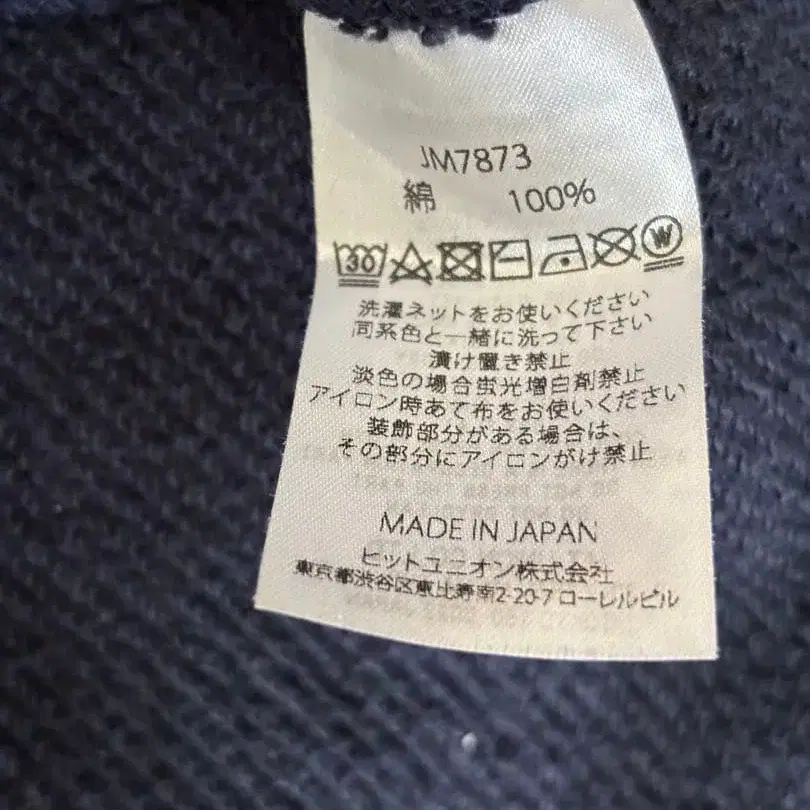 JM7873
綿 100%
30 W
洗濯ネットをお使いください
同系色と一緒に洗って下さい
漬け置き禁止
淡色の場合蛍光増白剤禁止
アイロン時あて布をお使いください
装飾部分がある場合は、
その部分にアイロンがけ禁止
MADE IN JAPAN
ヒットユニオン株式会社
東京都渋谷区恵比寿南2-20-7 ローレルビル